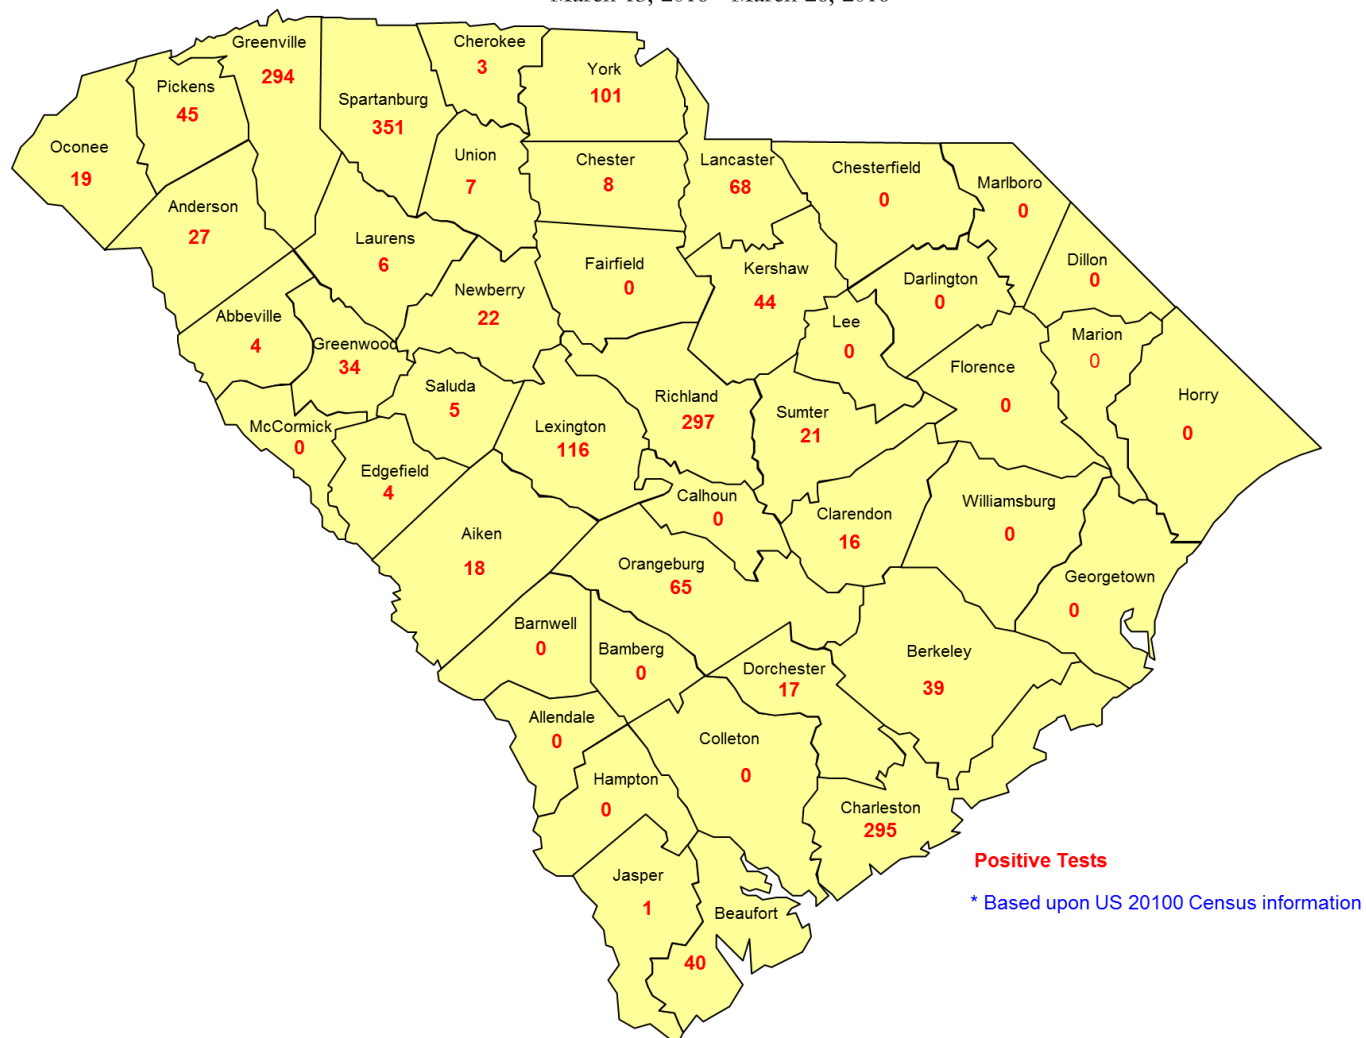 Greenville
294
Cherokee
3
York
101
Pickens
45
Spartanburg
351
Oconee
19
Union
7
Chester
8
Lancaster
68
Chesterfield
0
Marlboro
0
Anderson
27
Laurens
6
Fairfield
0
Kershaw
44
Darlington
0
Dillon
0
Newberry
22
Abbeville
4
Greenwood
34
Lee
0
Marion
0
Florence
0
Saluda
5
Richland
297
Horry
0
McCormick
0
Lexington
116
Sumter
21
Edgefield
4
Calhoun
0
Clarendon
16
Williamsburg
0
Aiken
18
Orangeburg
65
Georgetown
0
Barnwell
0
Bamberg
0
Dorchester
17
Berkeley
39
Allendale
0
Colleton
0
Hampton
0
Charleston
295
Jasper
1
Beaufort
40
Positive Tests
* Based upon US 20100 Census information